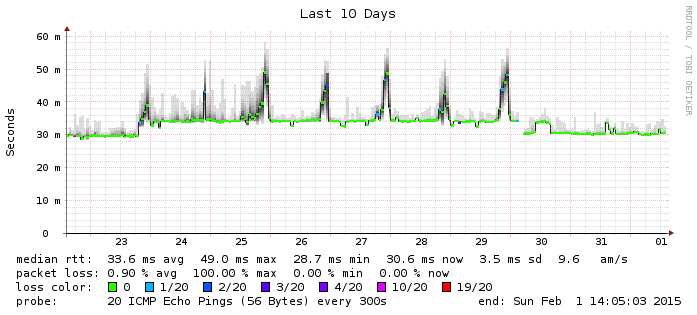 Last 10 Days
RRDTOOL / TOBI OETIKER
Seconds
60 m
50 m
40 m
30 m
20 m
10 m
0
23 24 25 26 27 28 29 30 31 01
median rtt: 33.6 ms avg 49.0 ms max 28.7 ms min 30.6 ms now 3.5 ms sd 9.6 am/s
packet loss: 0.90 % avg 100.00 % max 0.00 % min 0.00 % now
loss color: 0 1/20 2/20 3/20 4/20 10/20 19/20
probe: 20 ICMP Echo Pings (56 Bytes) every 300s end: Sun Feb 1 14:05:03 2015